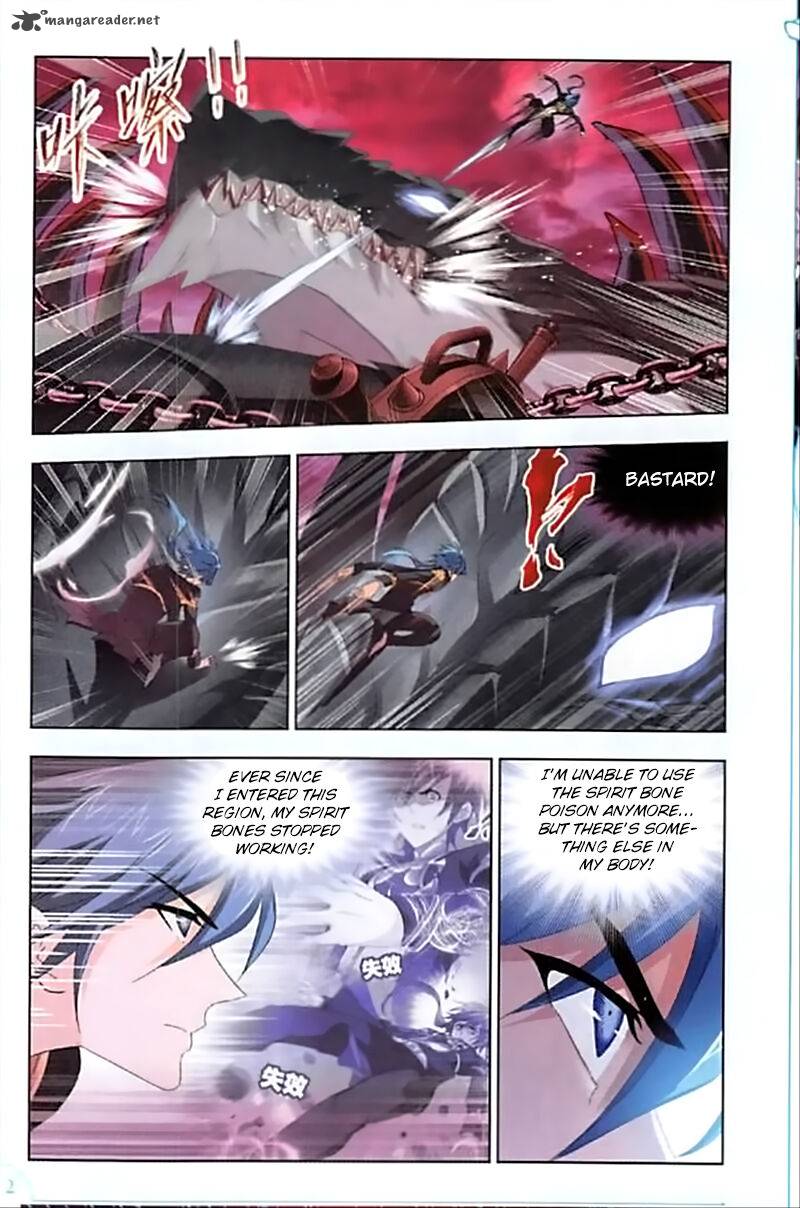 mangareader.net
咔嚓!!
BASTARD!
EVER SINCE
I ENTERED THIS
REGION, MY SPIRIT
BONES STOPPED
WORKING!
失效
失效
I'M UNABLE TO USE
THE SPIRIT BONE
POISON ANYMORE...
BUT THERE'S SOME-
THING ELSE IN
MY BODY!
2